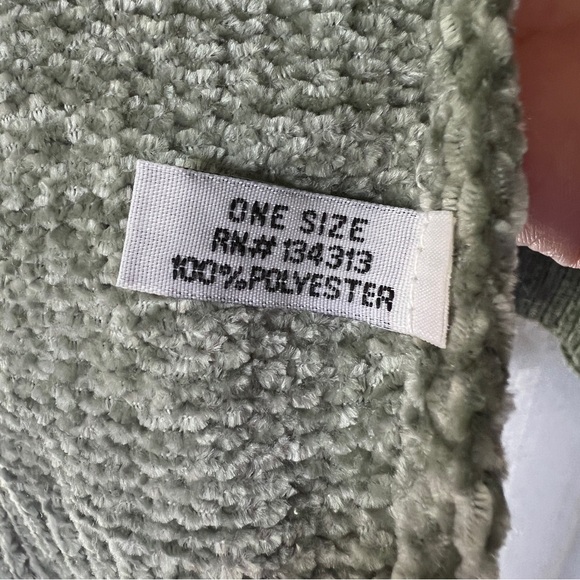 ONE SIZE
RN# 134313
100%POLYESTER